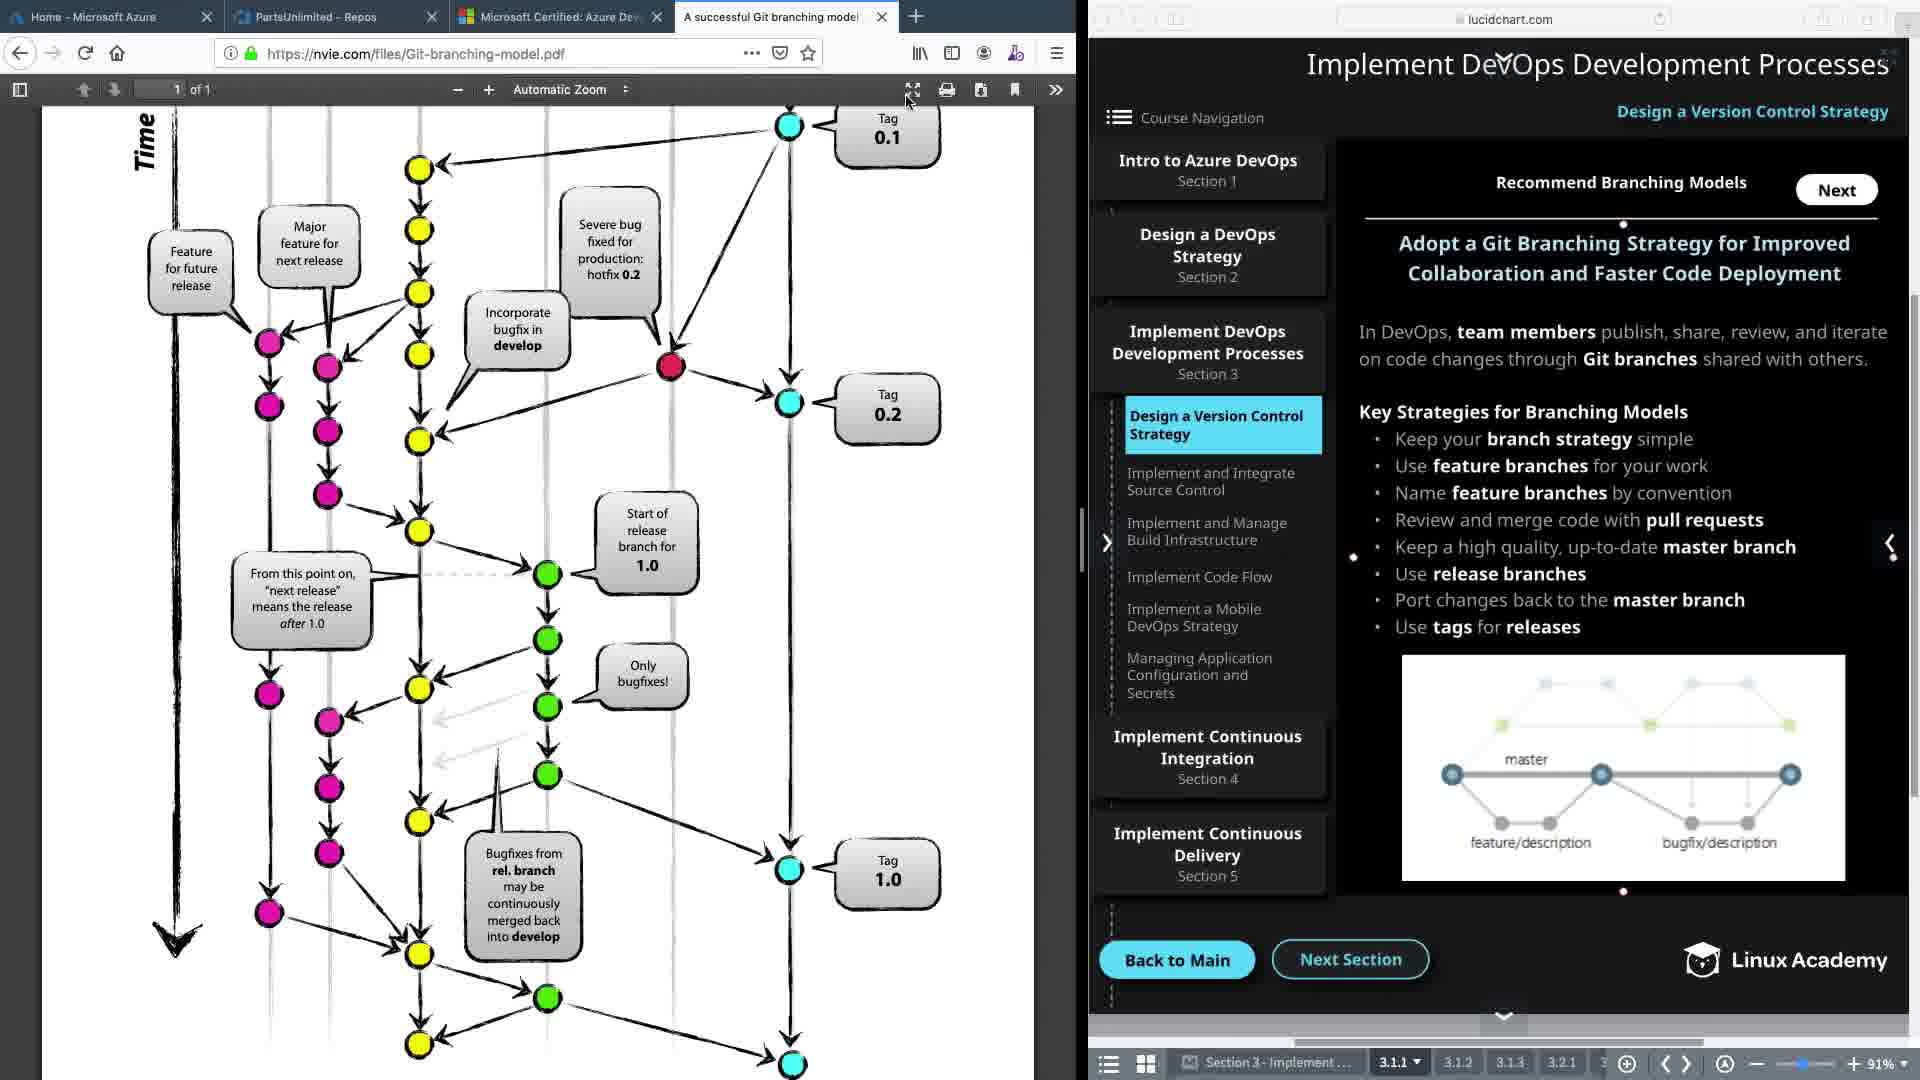 Home - Microsoft Azure
PartsUnlimited - Repos
Microsoft Certified: Azure Dev
A successful Git branching model
https://nvie.com/files/Git-branching-model.pdf
1 of 1
Automatic Zoom
Time
Tag
0.1
Feature
for future
release
Major
feature for
next release
Severe bug
fixed for
production:
hotfix 0.2
Incorporate
bugfix in
develop
Tag
0.2
Start of
release
branch for
1.0
From this point on,
“next release”
means the release
after 1.0
Only
bugfixes!
Bugfixes from
rel. branch
may be
continuously
merged back
into develop
Tag
1.0
lucidchart.com
Implement DevOps Development Processes
Design a Version Control Strategy
Course Navigation
Intro to Azure DevOps
Section 1
Design a DevOps
Strategy
Section 2
Implement DevOps
Development Processes
Section 3
Design a Version Control
Strategy
Implement and Integrate
Source Control
Implement and Manage
Build Infrastructure
Implement Code Flow
Implement a Mobile
DevOps Strategy
Managing Application
Configuration and
Secrets
Implement Continuous
Integration
Section 4
Implement Continuous
Delivery
Section 5
Recommend Branching Models
Next
Adopt a Git Branching Strategy for Improved
Collaboration and Faster Code Deployment
In DevOps, team members publish, share, review, and iterate
on code changes through Git branches shared with others.
Key Strategies for Branching Models
• Keep your branch strategy simple
• Use feature branches for your work
• Name feature branches by convention
• Review and merge code with pull requests
• Keep a high quality, up-to-date master branch
• Use release branches
• Port changes back to the master branch
• Use tags for releases
master
feature/description
bugfix/description
Back to Main
Next Section
Linux Academy
Section 3 - Implement ...
3.1.1
3.1.2
3.1.3
3.2.1
3
91%